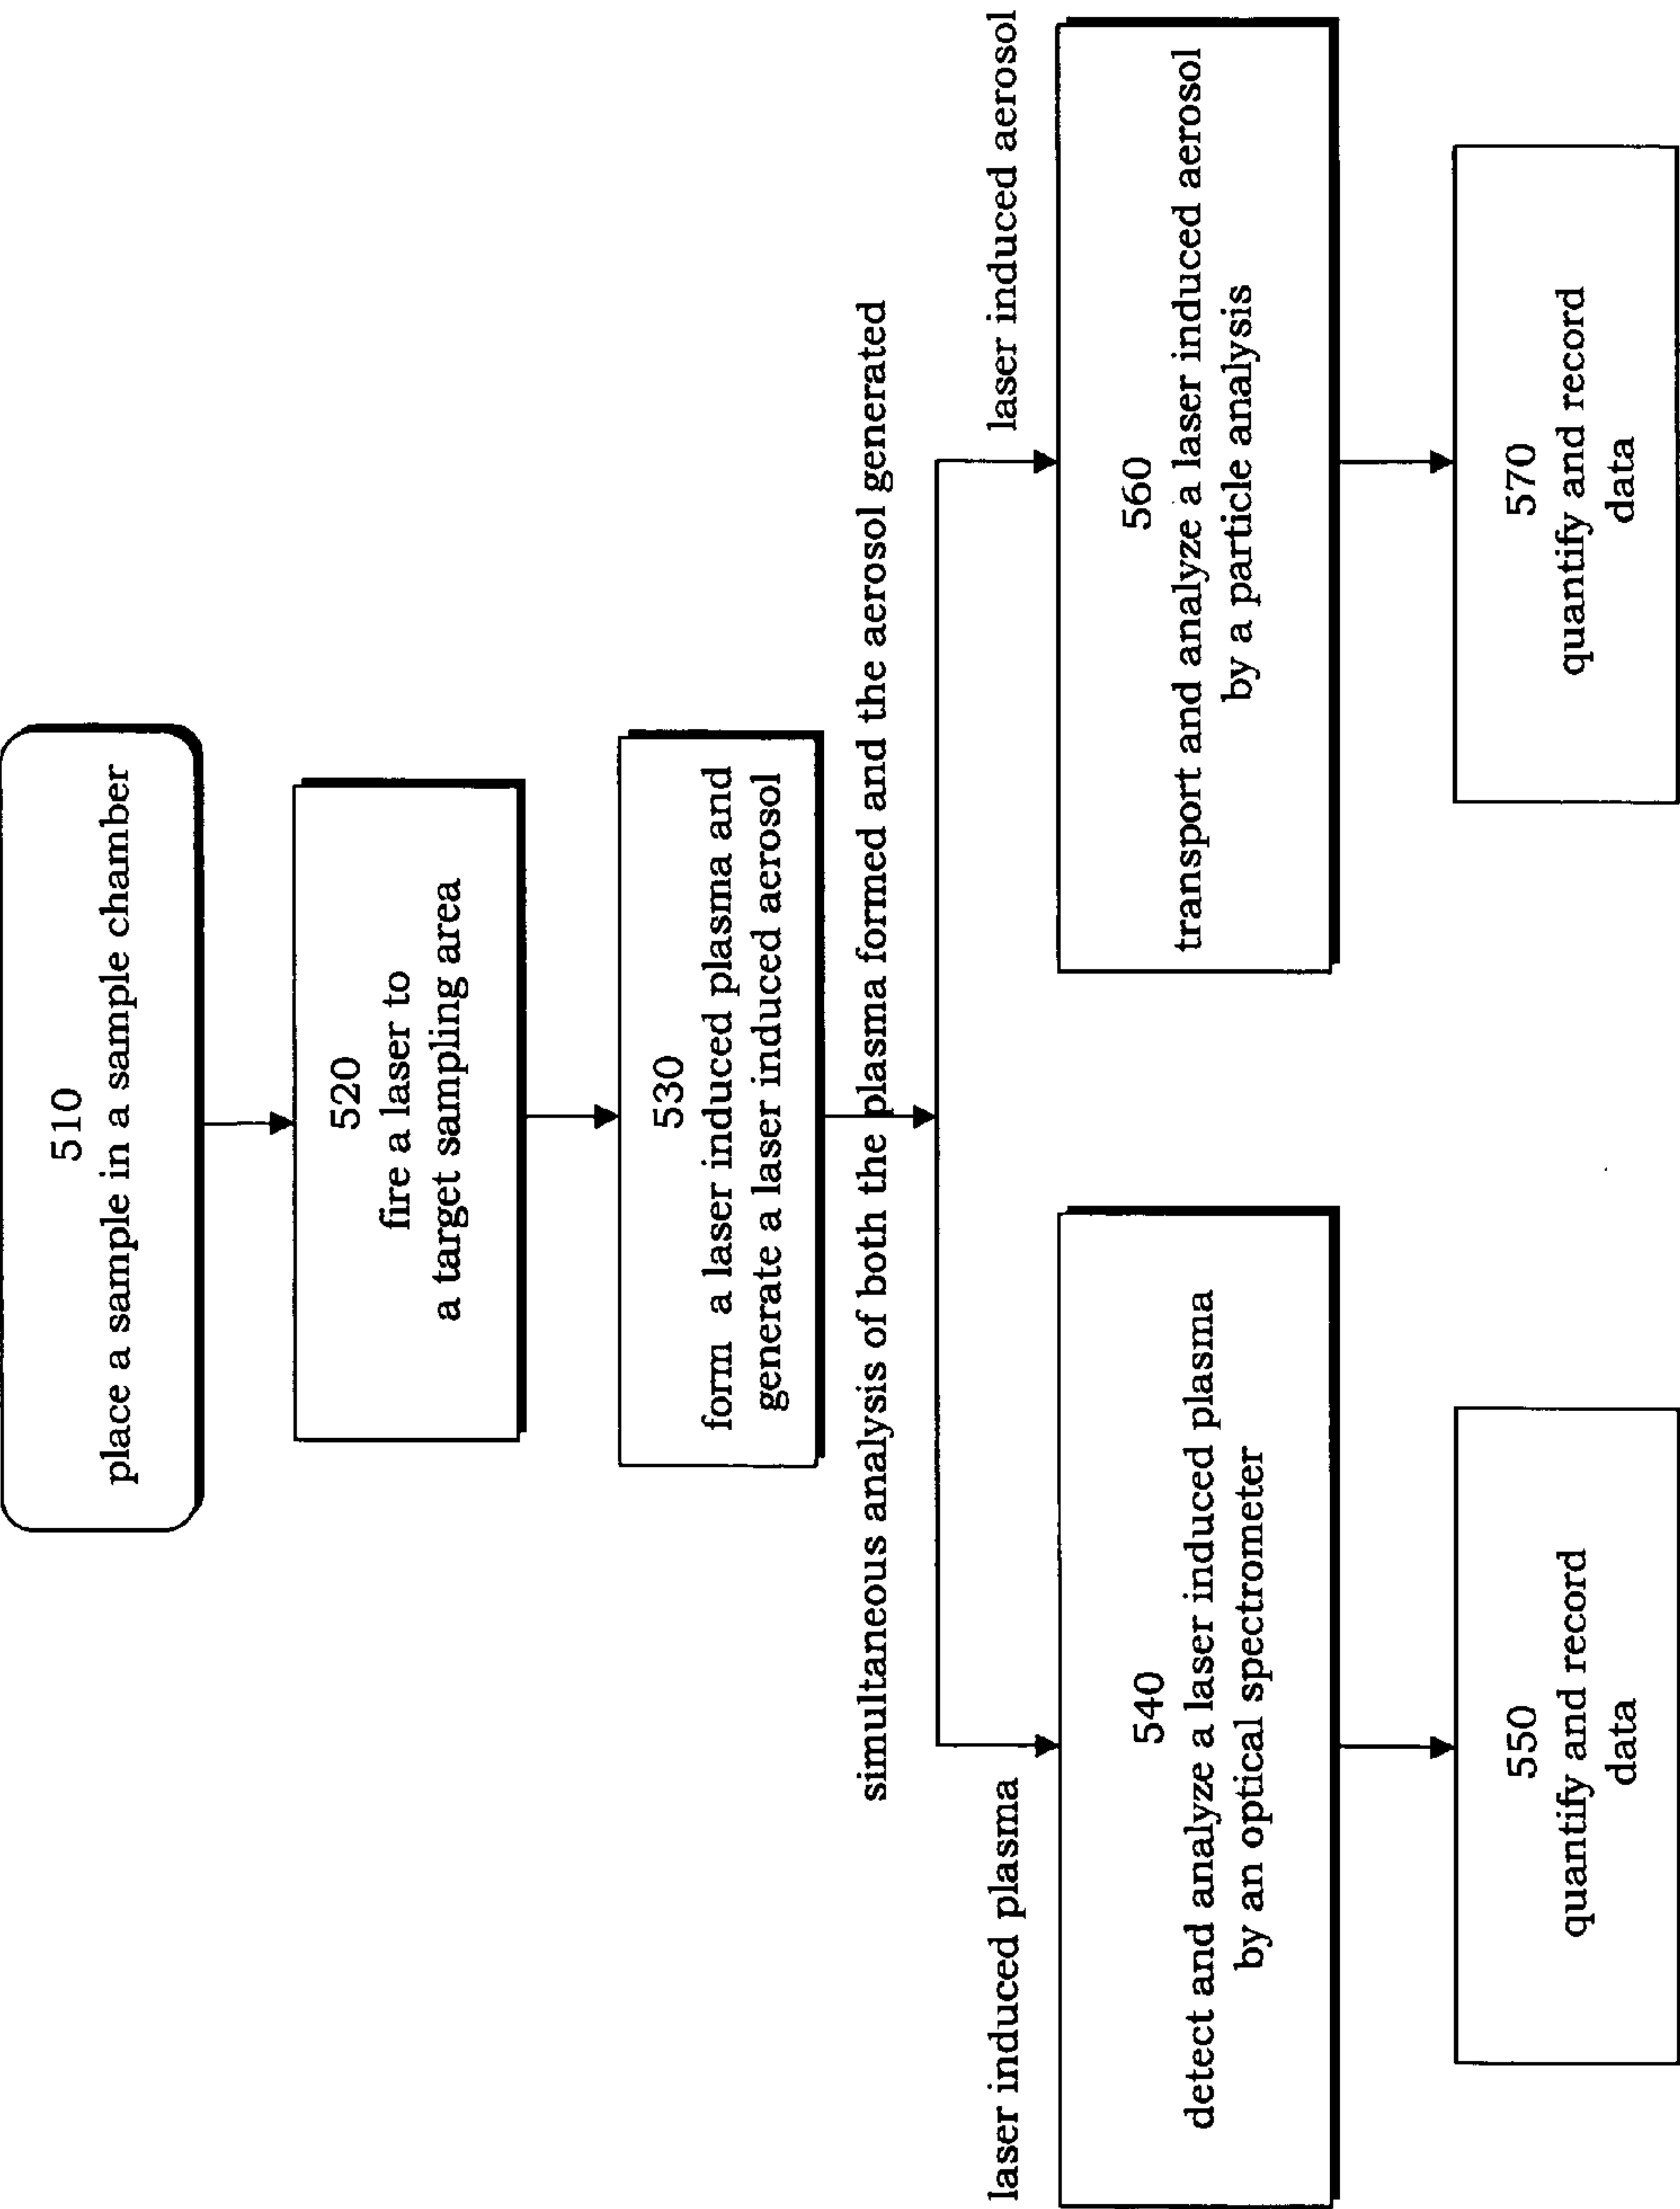 510
place a sample in a sample chamber
520
fire a laser to
a target sampling area
530
form a laser induced plasma and
generate a laser induced aerosol
simultaneous analysis of both the plasma formed and the aerosol generated
laser induced plasma
540
detect and analyze a laser induced plasma
by an optical spectrometer
550
quantify and record
data
laser induced aerosol
560
transport and analyze a laser induced aerosol
by a particle analysis
570
quantify and record
data